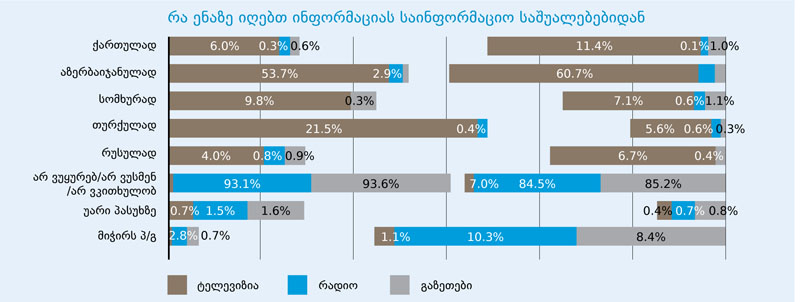 რა ენაზე იღებთ ინფორმაციას საინფორმაციო საშუალებებიდან
ქართულად 6.0% 0.3% 0.6% 11.4% 0.1% 1.0%
აზერბაიჯანულად 53.7% 2.9% 60.7%
სომხურად 9.8% 0.3% 7.1% 0.6% 1.1%
თურქულად 21.5% 0.4% 5.6% 0.6% 0.3%
რუსულად 4.0% 0.8% 0.9% 6.7% 0.4%
არ ვუყურებ/არ ვუსმენ
/არ ვკითხულობ 93.1% 93.6% 7.0% 84.5% 85.2%
უარი პასუხზე 0.7% 1.5% 1.6% 0.4% 0.7% 0.8%
მიჭირს პ/გ 2.8% 0.7% 1.1% 10.3% 8.4%
ტელევიზია რადიო გაზეთები